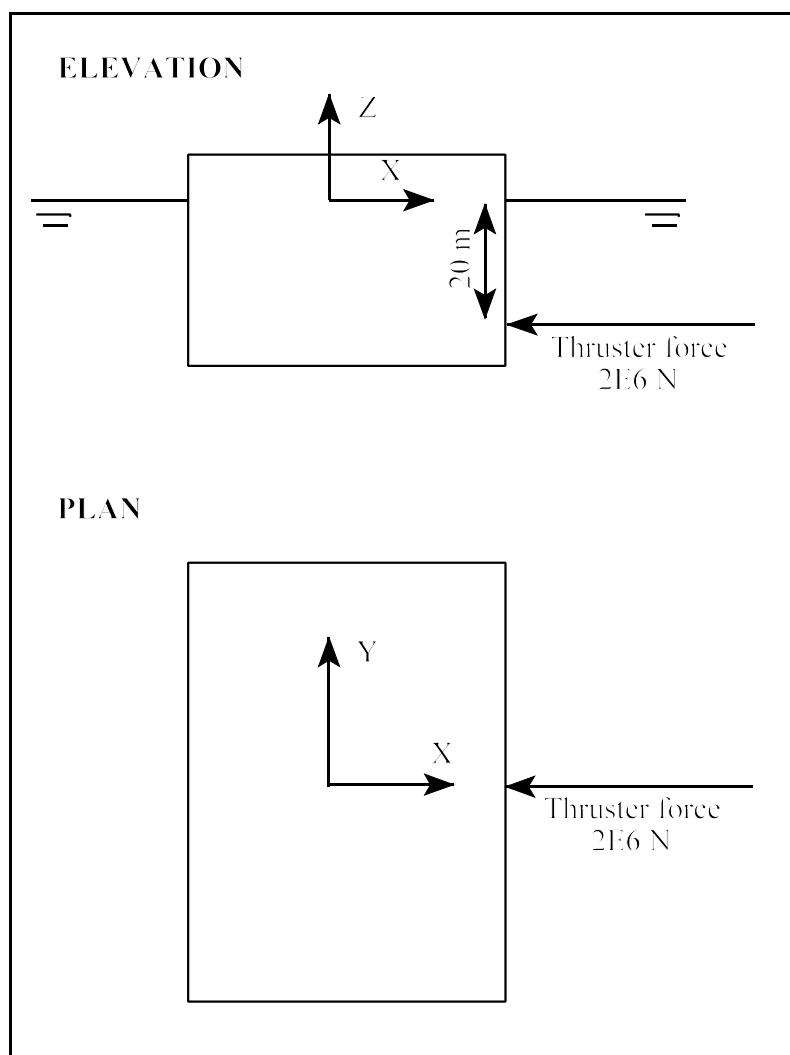 ELEVATION
Z
X
20 m
Thruster force
2E6 N
PLAN
Y
X
Thruster force
2E6 N